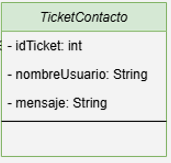 TicketContacto
- idTicket: int
- nombreUsuario: String
- mensaje: String